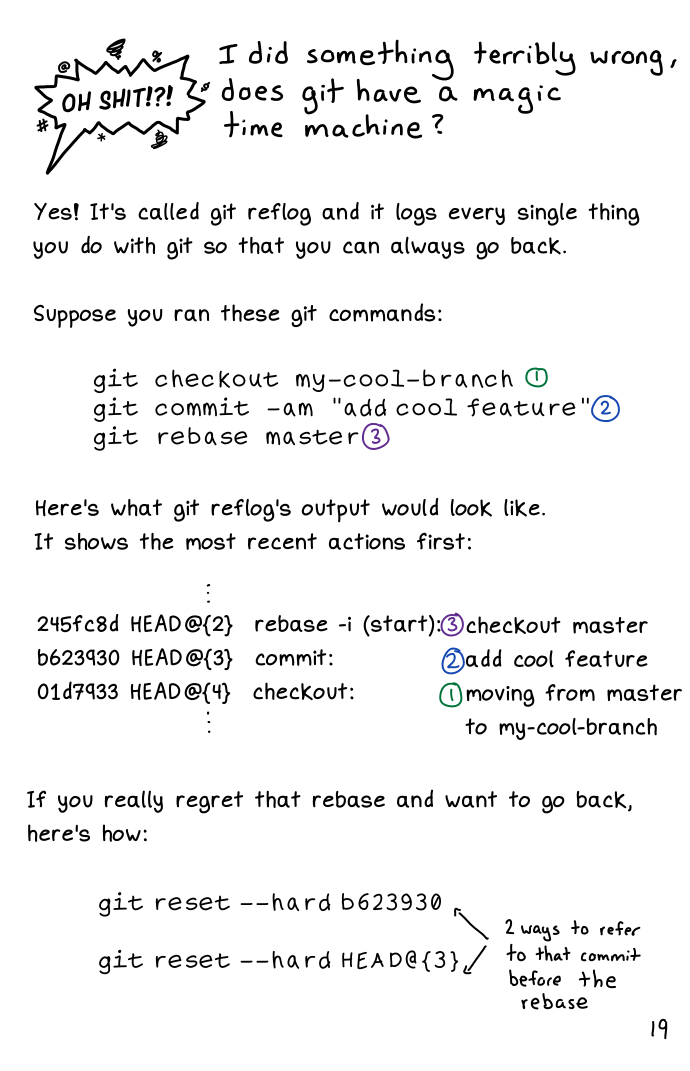 @ % # *
OH SHIT!?!
I did something terribly wrong,
does git have a magic
time machine?
Yes! It's called git reflog and it logs every single thing
you do with git so that you can always go back.
Suppose you ran these git commands:
git checkout my-cool-branch ①
git commit -am "add cool feature" ②
git rebase master ③
Here's what git reflog's output would look like.
It shows the most recent actions first:
⋮
245fc8d HEAD@{2} rebase -i (start): ③ checkout master
b623930 HEAD@{3} commit: ② add cool feature
01d7933 HEAD@{4} checkout: ① moving from master
to my-cool-branch
⋮
If you really regret that rebase and want to go back,
here's how:
git reset --hard b623930
git reset --hard HEAD@{3}
2 ways to refer
to that commit
before the
rebase
19